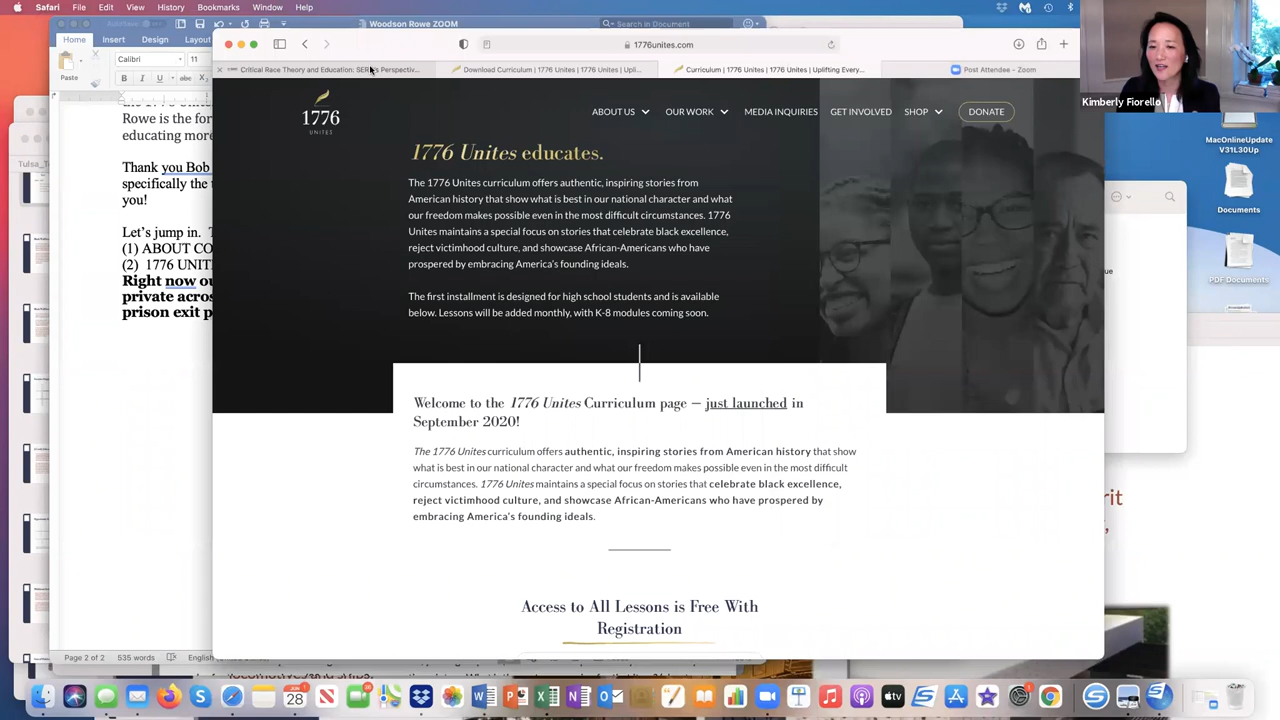 Safari File Edit View History Bookmarks Window Help
Woodson Rowe ZOOM
Search in Document
Home Insert Design Layout
Calibri 11
Paste
B I U abc X
Rowe is the for
educating more
Thank you Bob
specifically the t
you!
Let's jump in. T
(1) ABOUT CO
(2) 1776 UNIT
Right now ou
private acros
prison exit p
Page 2 of 2 535 words English
1776unites.com
Critical Race Theory and Education: SER
Perspectiv...
Download Curriculum | 1776 Unites | 1776 Unites | Upli...
Curriculum | 1776 Unites | 1776 Unites | Uplifting Every...
Post Attendee - Zoom
1776
UNITES
ABOUT US OUR WORK MEDIA INQUIRIES GET INVOLVED SHOP DONATE
1776 Unites educates.
The 1776 Unites curriculum offers authentic, inspiring stories from
American history that show what is best in our national character and what
our freedom makes possible even in the most difficult circumstances. 1776
Unites maintains a special focus on stories that celebrate black excellence,
reject victimhood culture, and showcase African-Americans who have
prospered by embracing America's founding ideals.
The first installment is designed for high school students and is available
below. Lessons will be added monthly, with K-8 modules coming soon.
Welcome to the 1776 Unites Curriculum page — just launched in
September 2020!
The 1776 Unites curriculum offers authentic, inspiring stories from American history that show
what is best in our national character and what our freedom makes possible even in the most difficult
circumstances. 1776 Unites maintains a special focus on stories that celebrate black excellence,
reject victimhood culture, and showcase African-Americans who have prospered by
embracing America's founding ideals.
Access to All Lessons is Free With
Registration
Kimberly Fiorello
MacOnlineUpdate
V31L30Up
Documents
PDF Documents
ue
rit
JUN
28
tv